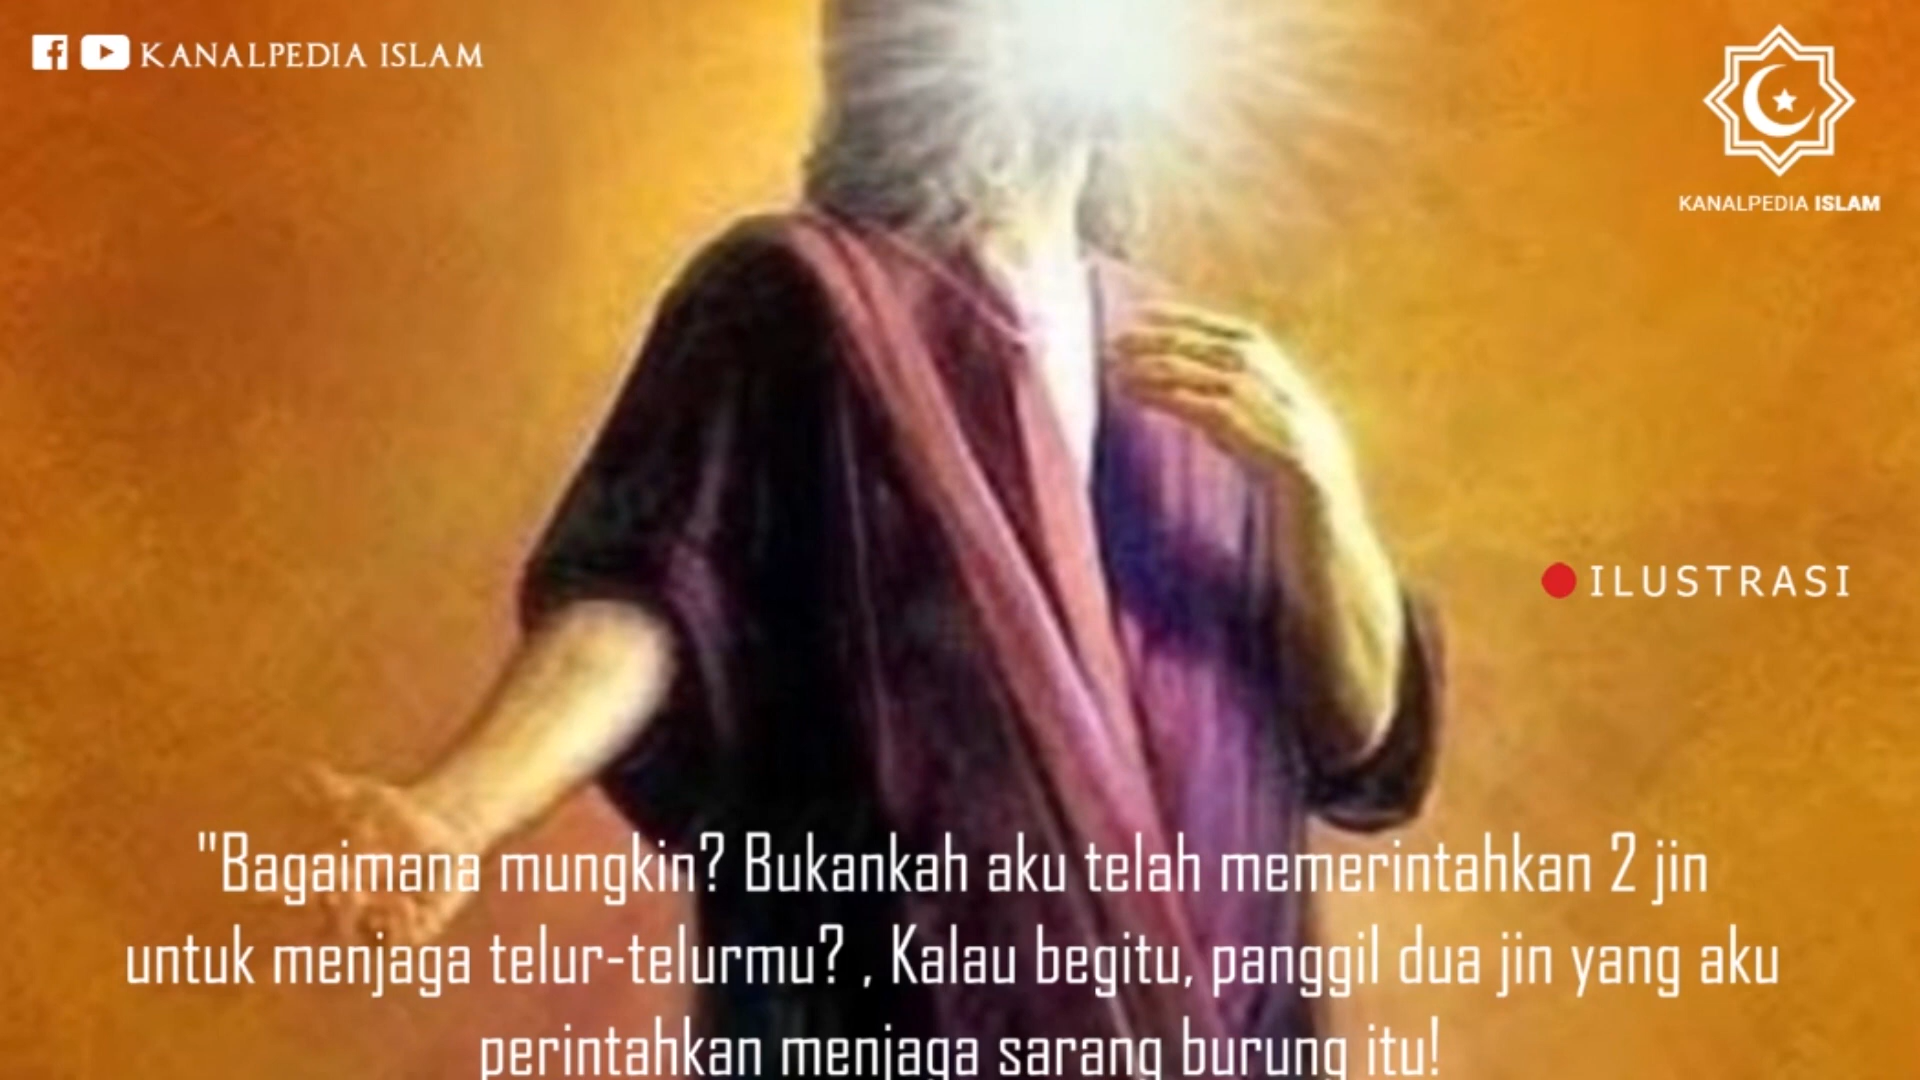 KANALPEDIA ISLAM
KANALPEDIA ISLAM
ILUSTRASI
"Bagaimana mungkin? Bukankah aku telah memerintahkan 2 jin
untuk menjaga telur-telurmu? , Kalau begitu, panggil dua jin yang aku
perintahkan menjaga sarang burung itu!